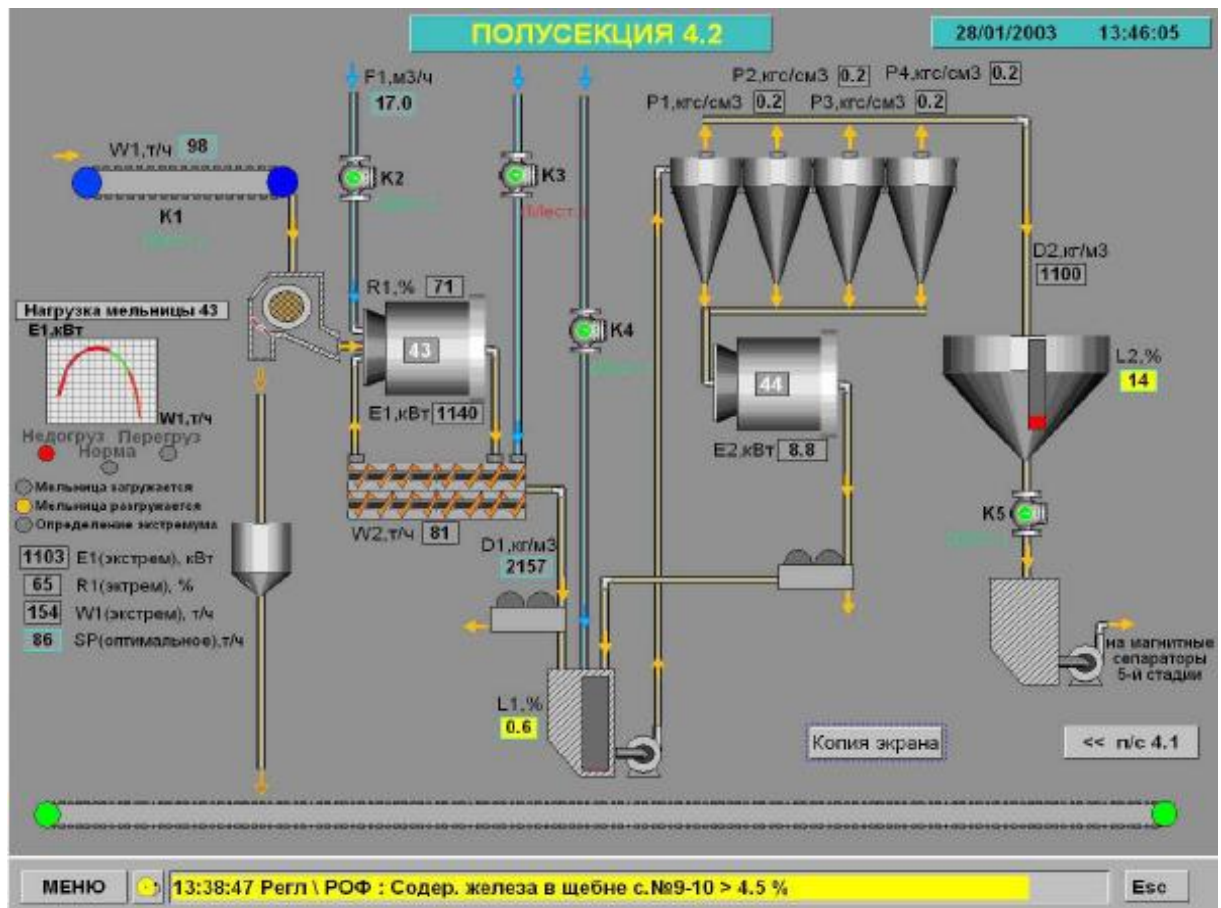 ПОЛУСЕКЦИЯ 4.2
28/01/2003 13:46:05
F1,м3/ч
17.0
P2,кгс/см3 0.2 P4,кгс/см3 0.2
P1,кгс/см3 0.2 P3,кгс/см3 0.2
W1,т/ч 98
K2
K3
K1
D2,кг/м3
1100
R1,% 71
Нагрузка мельницы 43
E1,кВт
43
K4
44
L2,%
14
W1,т/ч
E1,кВт 1140
Недогруз Перегруз
Норма
E2,кВт 8.8
Мельница загружается
Мельница разгружается
Определение экстремума
K5
W2,т/ч 81
D1,кг/м3
2157
1103 E1(экстрем), кВт
65 R1(эктрем), %
154 W1(экстрем), т/ч
86 SP(оптимальное),т/ч
на магнитные
сепараторы
5-й стадии
L1,%
0.6
Копия экрана
<< п/с 4.1
МЕНЮ
13:38:47 Регл \ РОФ : Содер. железа в щебне с.№9-10 > 4.5 %
Esc